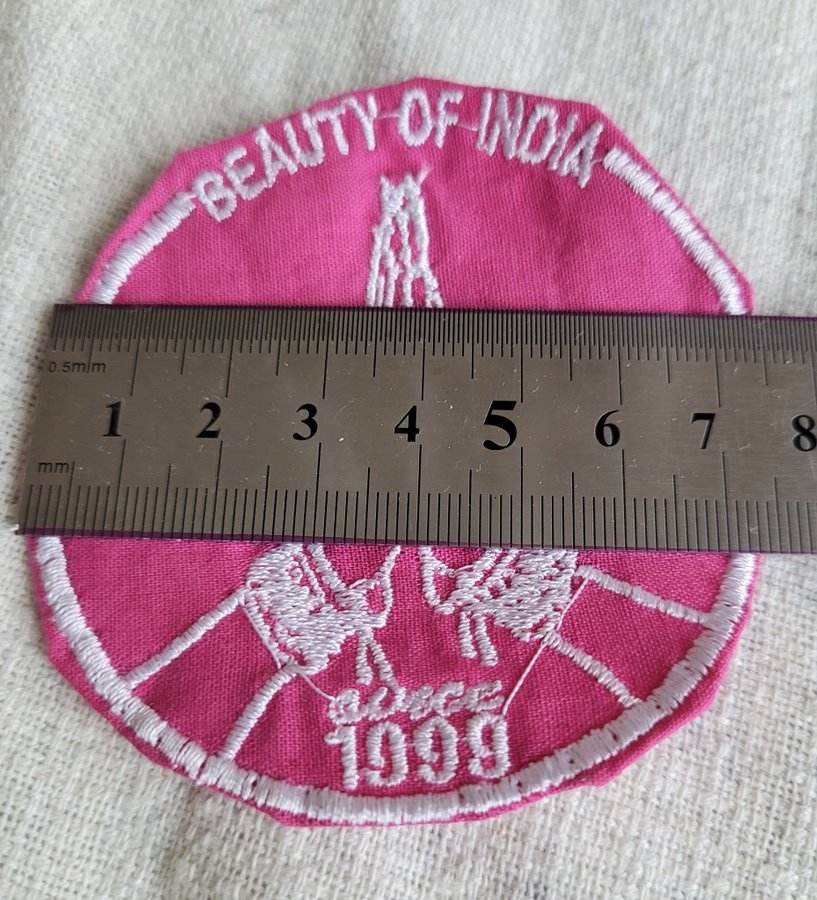 BEAUTY OF INDIA
0.5mm
1 2 3 4 5 6 7 8
mm
SINCE
1999